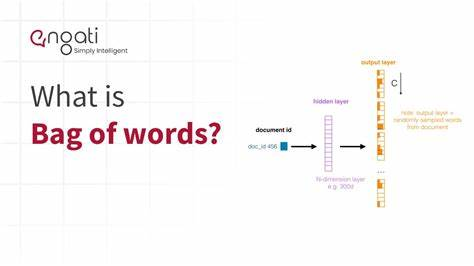 engati
Simply Intelligent
What is
Bag of words?
document id
doc_id 456
hidden layer
N-dimension layer
e.g. 300d
output layer
C
note: output layer =
randomly sampled words
from document
...